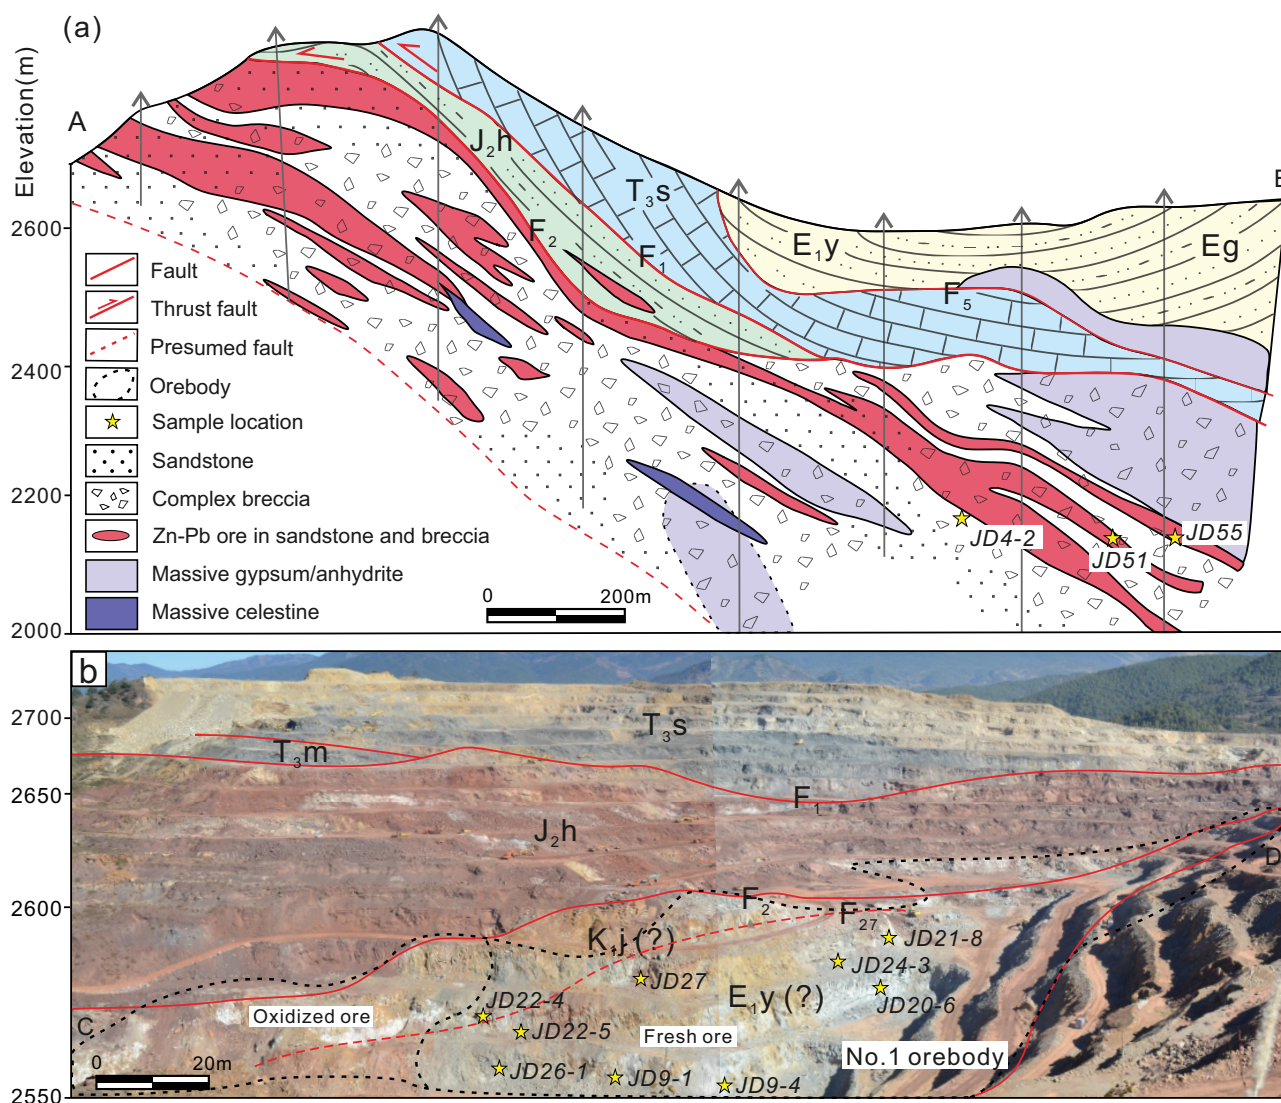 (a)
Elevation(m)
A
B
J₂h
T₃s
F₂
F₁
E₁y
Eg
F₅
2600
2400
2200
2000
Fault
Thrust fault
Presumed fault
Orebody
Sample location
Sandstone
Complex breccia
Zn-Pb ore in sandstone and breccia
Massive gypsum/anhydrite
Massive celestine
0 200m
JD4-2
JD51
JD55
b
2700
2650
2600
2550
T₃s
T₃m
F₁
J₂h
D
F₂
F₂₇
K₁j (?)
JD21-8
JD24-3
JD27
JD20-6
E₁y (?)
JD22-4
C
Oxidized ore
JD22-5
Fresh ore
No.1 orebody
0 20m
JD26-1
JD9-1
JD9-4